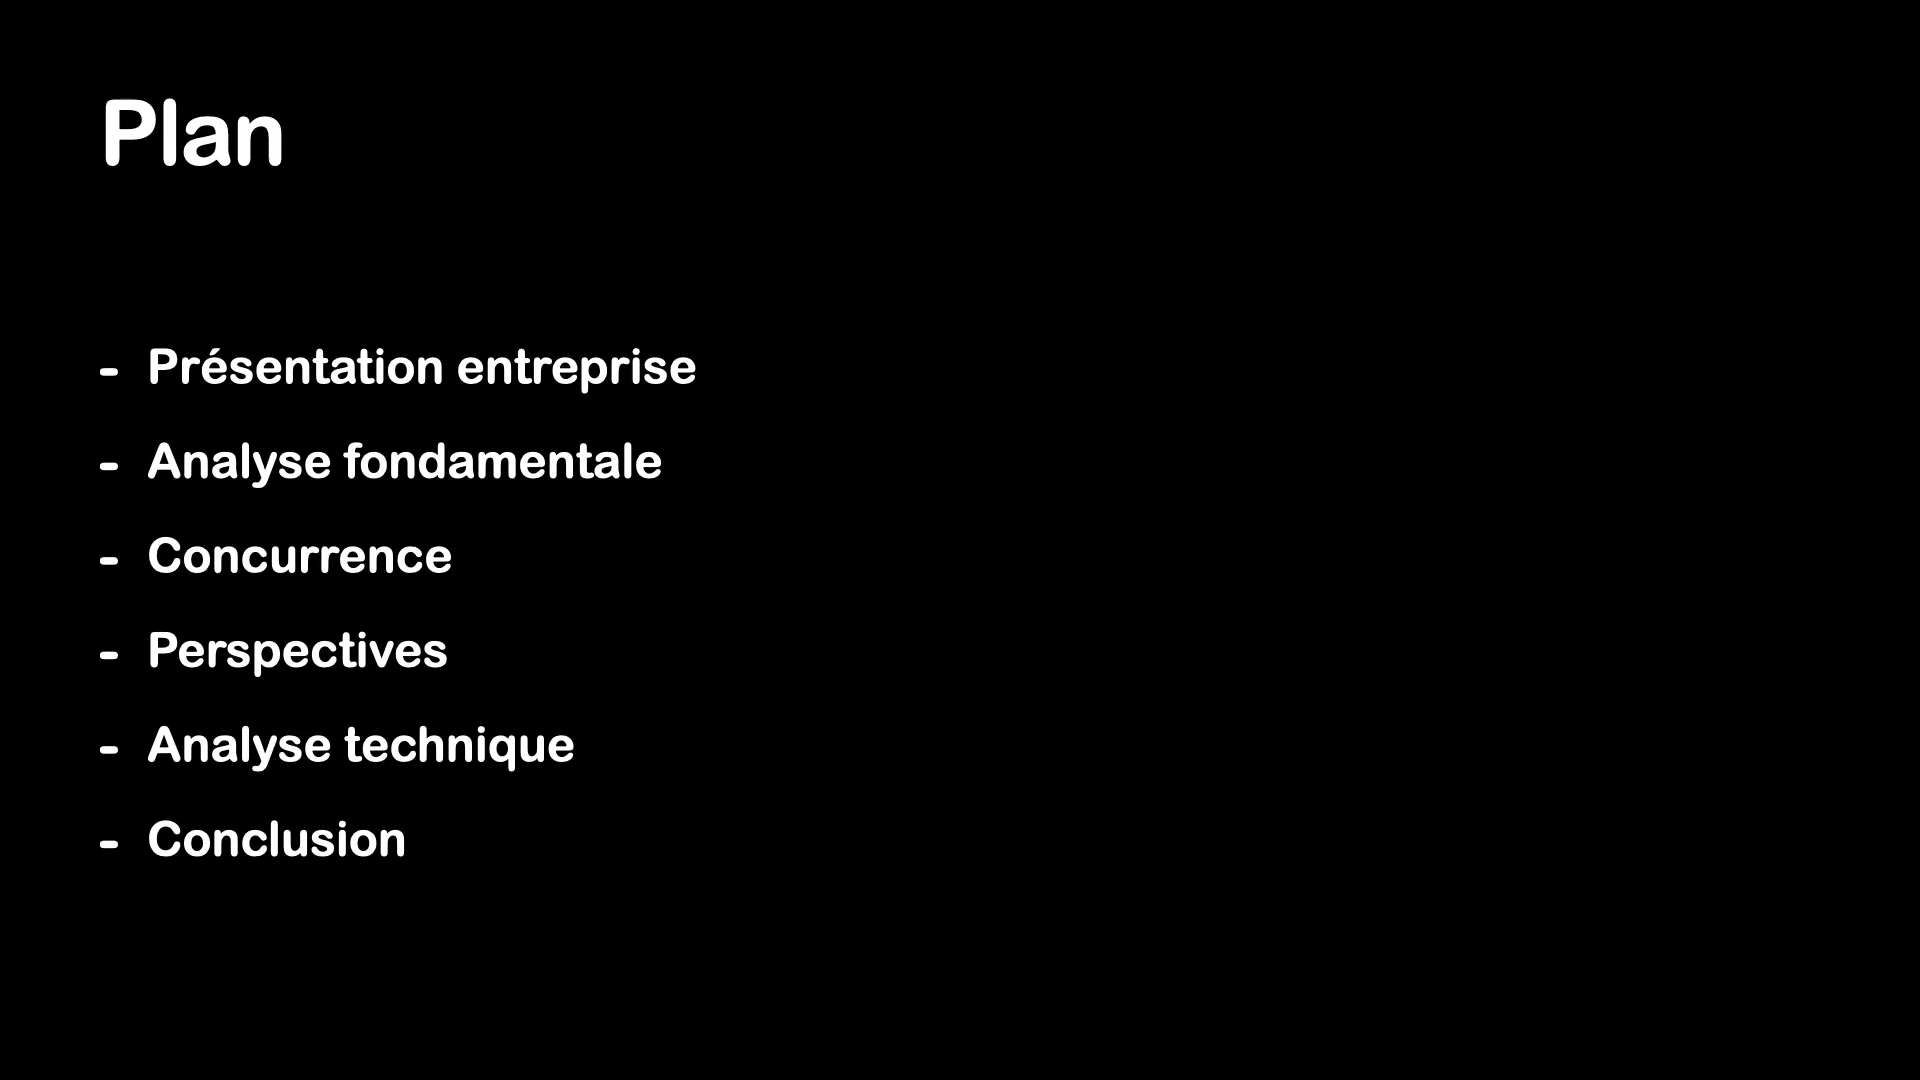 Plan
- Présentation entreprise
- Analyse fondamentale
- Concurrence
- Perspectives
- Analyse technique
- Conclusion